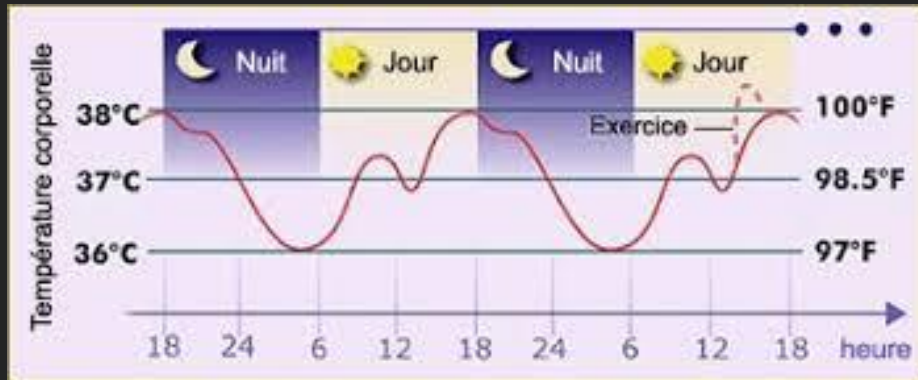 Nuit Jour Nuit Jour
38°C 100°F
Exercice
37°C 98.5°F
36°C 97°F
Température corporelle
18 24 6 12 18 24 6 12 18 heure